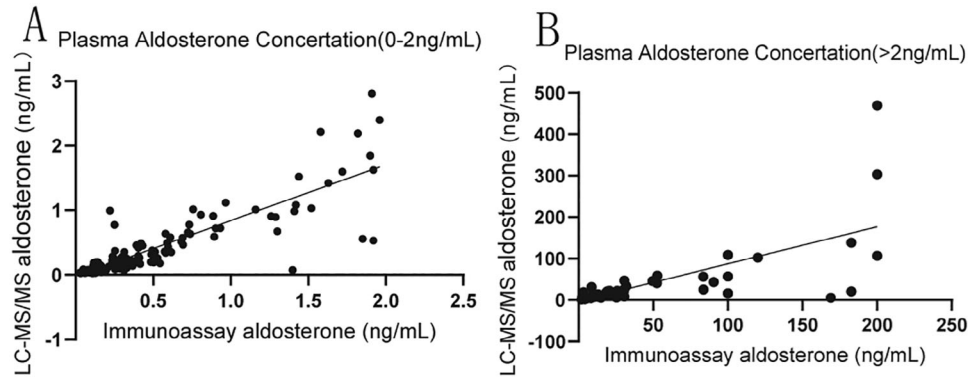 A
Plasma Aldosterone Concertation(0-2ng/mL)
LC-MS/MS aldosterone (ng/mL)
3
2
1
0
-1
0.5
1.0
1.5
2.0
2.5
Immunoassay aldosterone (ng/mL)
B
Plasma Aldosterone Concertation(>2ng/mL)
LC-MS/MS aldosterone (ng/mL)
500
400
300
200
100
0
-100
50
100
150
200
250
Immunoassay aldosterone (ng/mL)